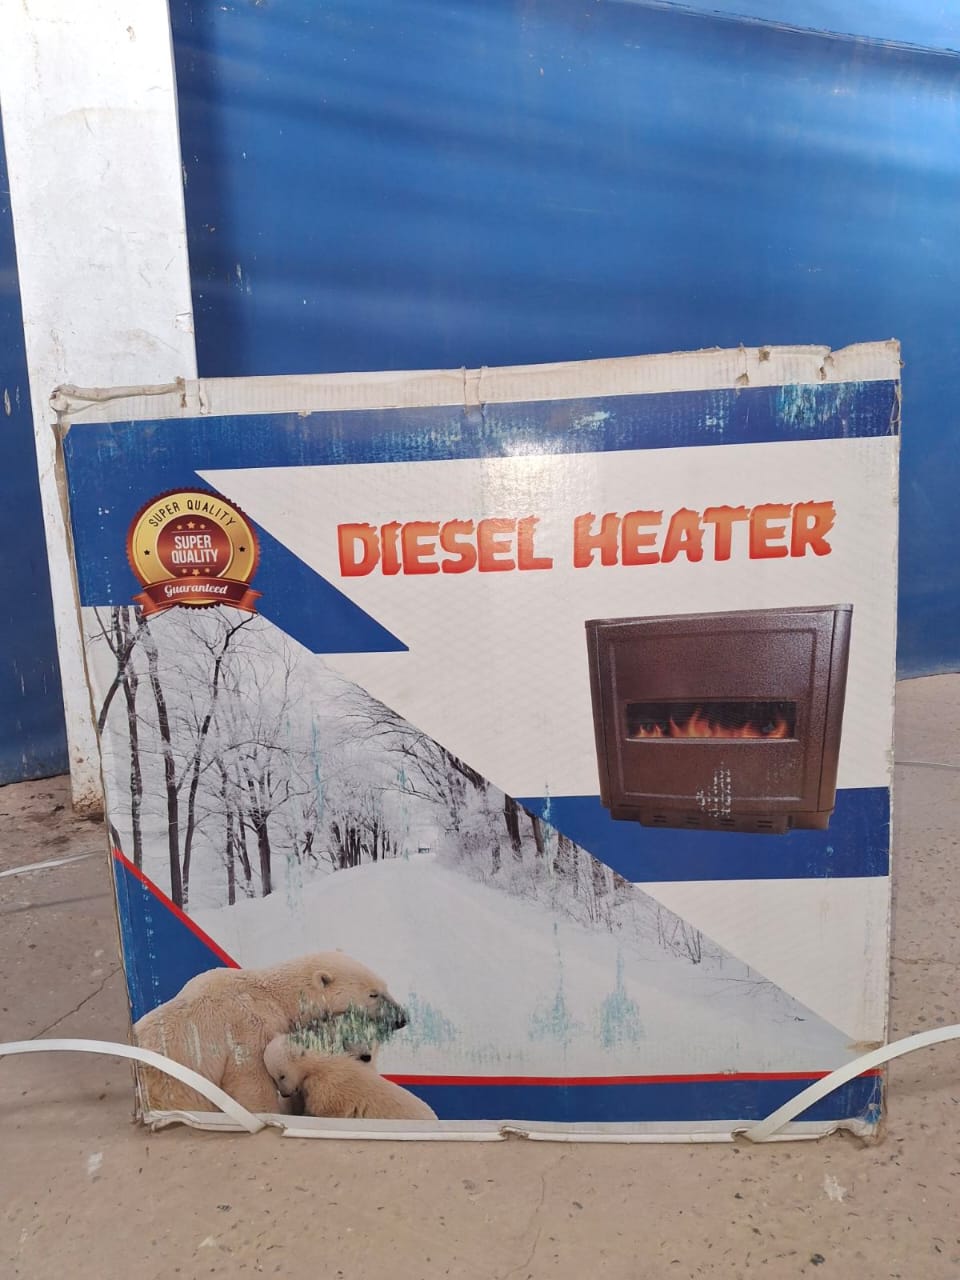 SUPER QUALITY
SUPER
QUALITY
Guaranteed
DIESEL HEATER